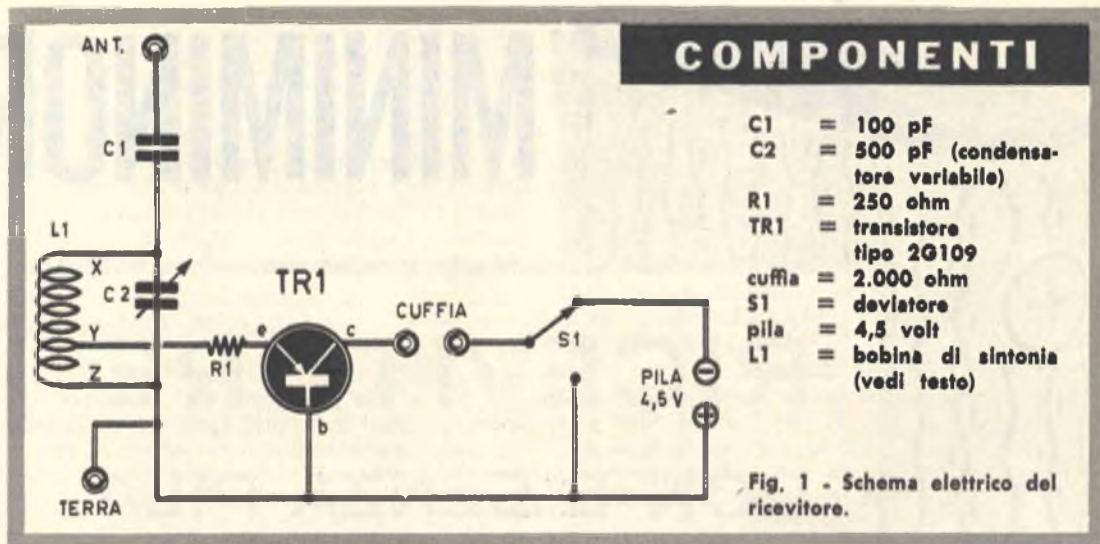 ANT.
C1
L1
X
C 2
Y
Z
R1
e
TR1
c
b
CUFFIA
S1
PILA
4,5 V
TERRA
COMPONENTI
C1 = 100 pF
C2 = 500 pF (condensa-
tore variabile)
R1 = 250 ohm
TR1 = transistore
tipo 2G109
cuffia = 2.000 ohm
S1 = deviatore
pila = 4,5 volt
L1 = bobina di sintonia
(vedi testo)
Fig. 1 - Schema elettrico del
ricevitore.